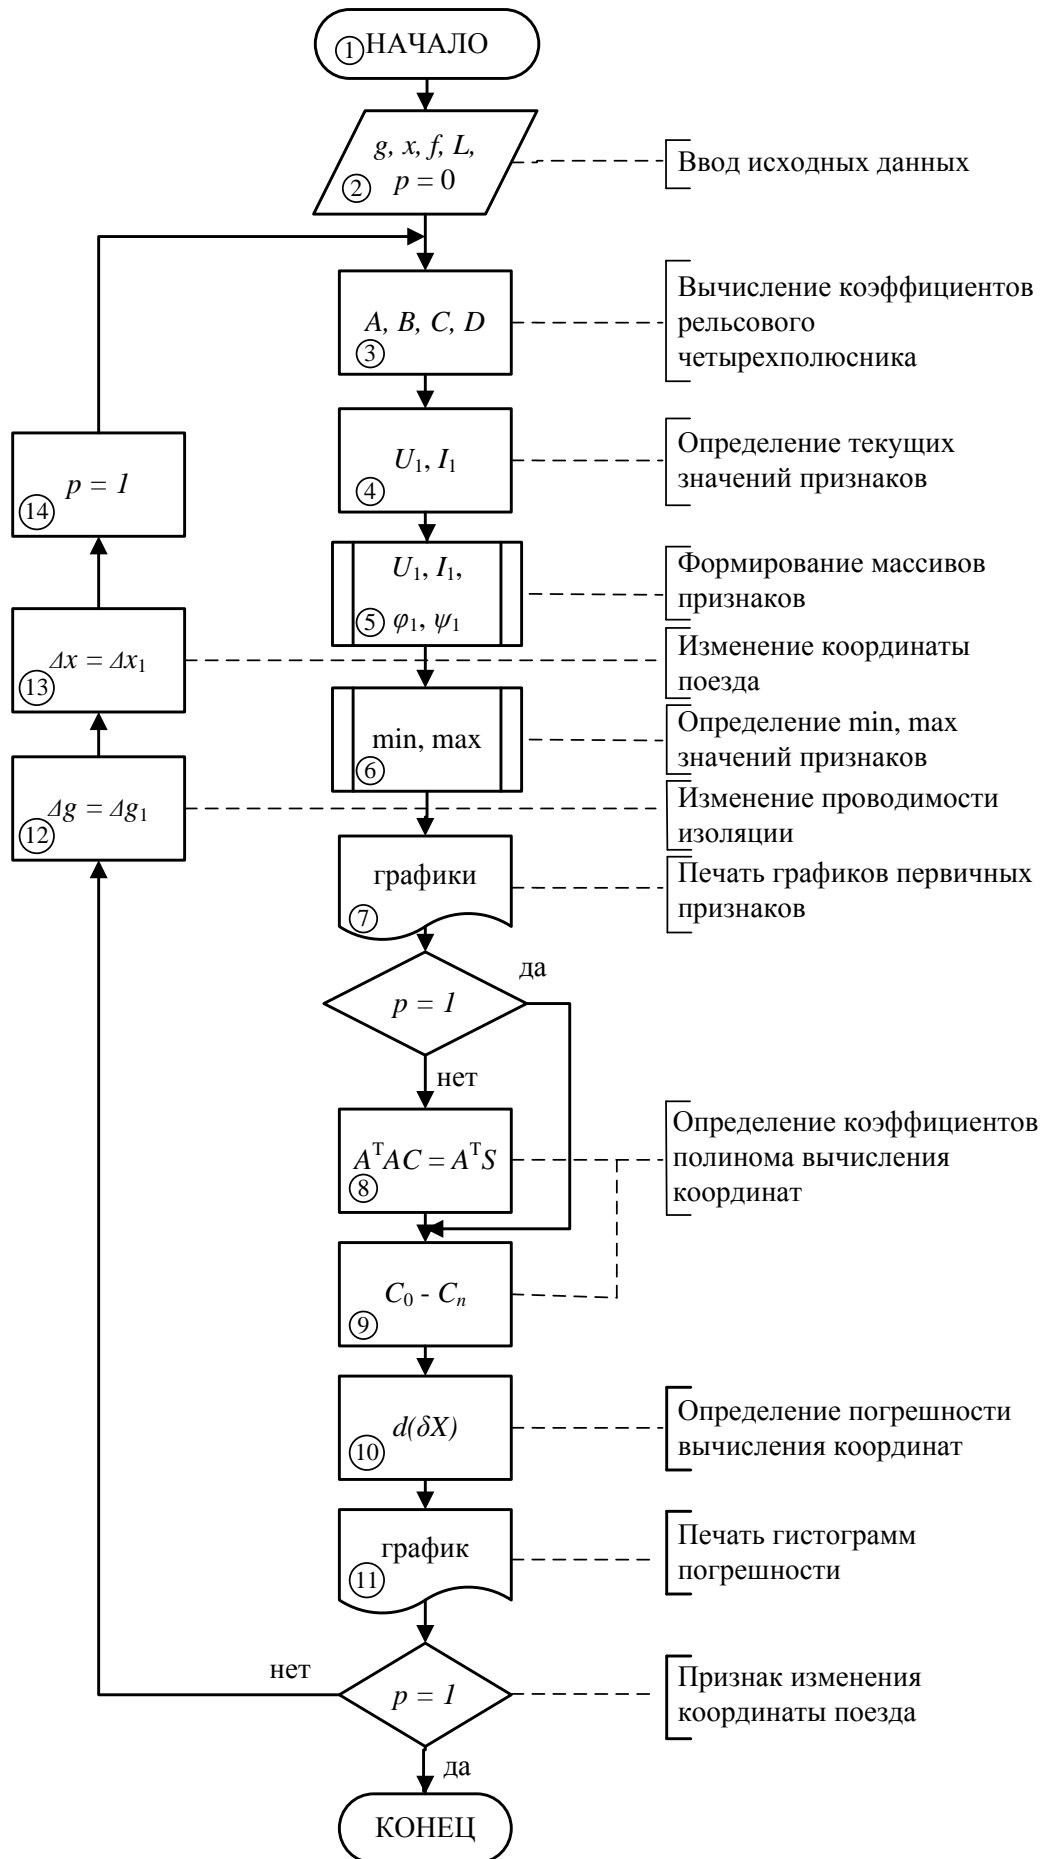 ① НАЧАЛО
g, x, f, L,
② p = 0
Ввод исходных данных
A, B, C, D
③
Вычисление коэффициентов
рельсового
четырехполюсника
U₁, I₁
④
Определение текущих
значений признаков
p = 1
⑭
U₁, I₁,
⑤ φ₁, ψ₁
Формирование массивов
признаков
Δx = Δx₁
⑬
Изменение координаты
поезда
min, max
⑥
Определение min, max
значений признаков
Δg = Δg₁
⑫
Изменение проводимости
изоляции
графики
⑦
Печать графиков первичных
признаков
да
p = 1
нет
AᵀAC = AᵀS
⑧
Определение коэффициентов
полинома вычисления
координат
C₀ - Cₙ
⑨
d(δX)
⑩
Определение погрешности
вычисления координат
график
⑪
Печать гистограмм
погрешности
нет
p = 1
Признак изменения
координаты поезда
да
КОНЕЦ